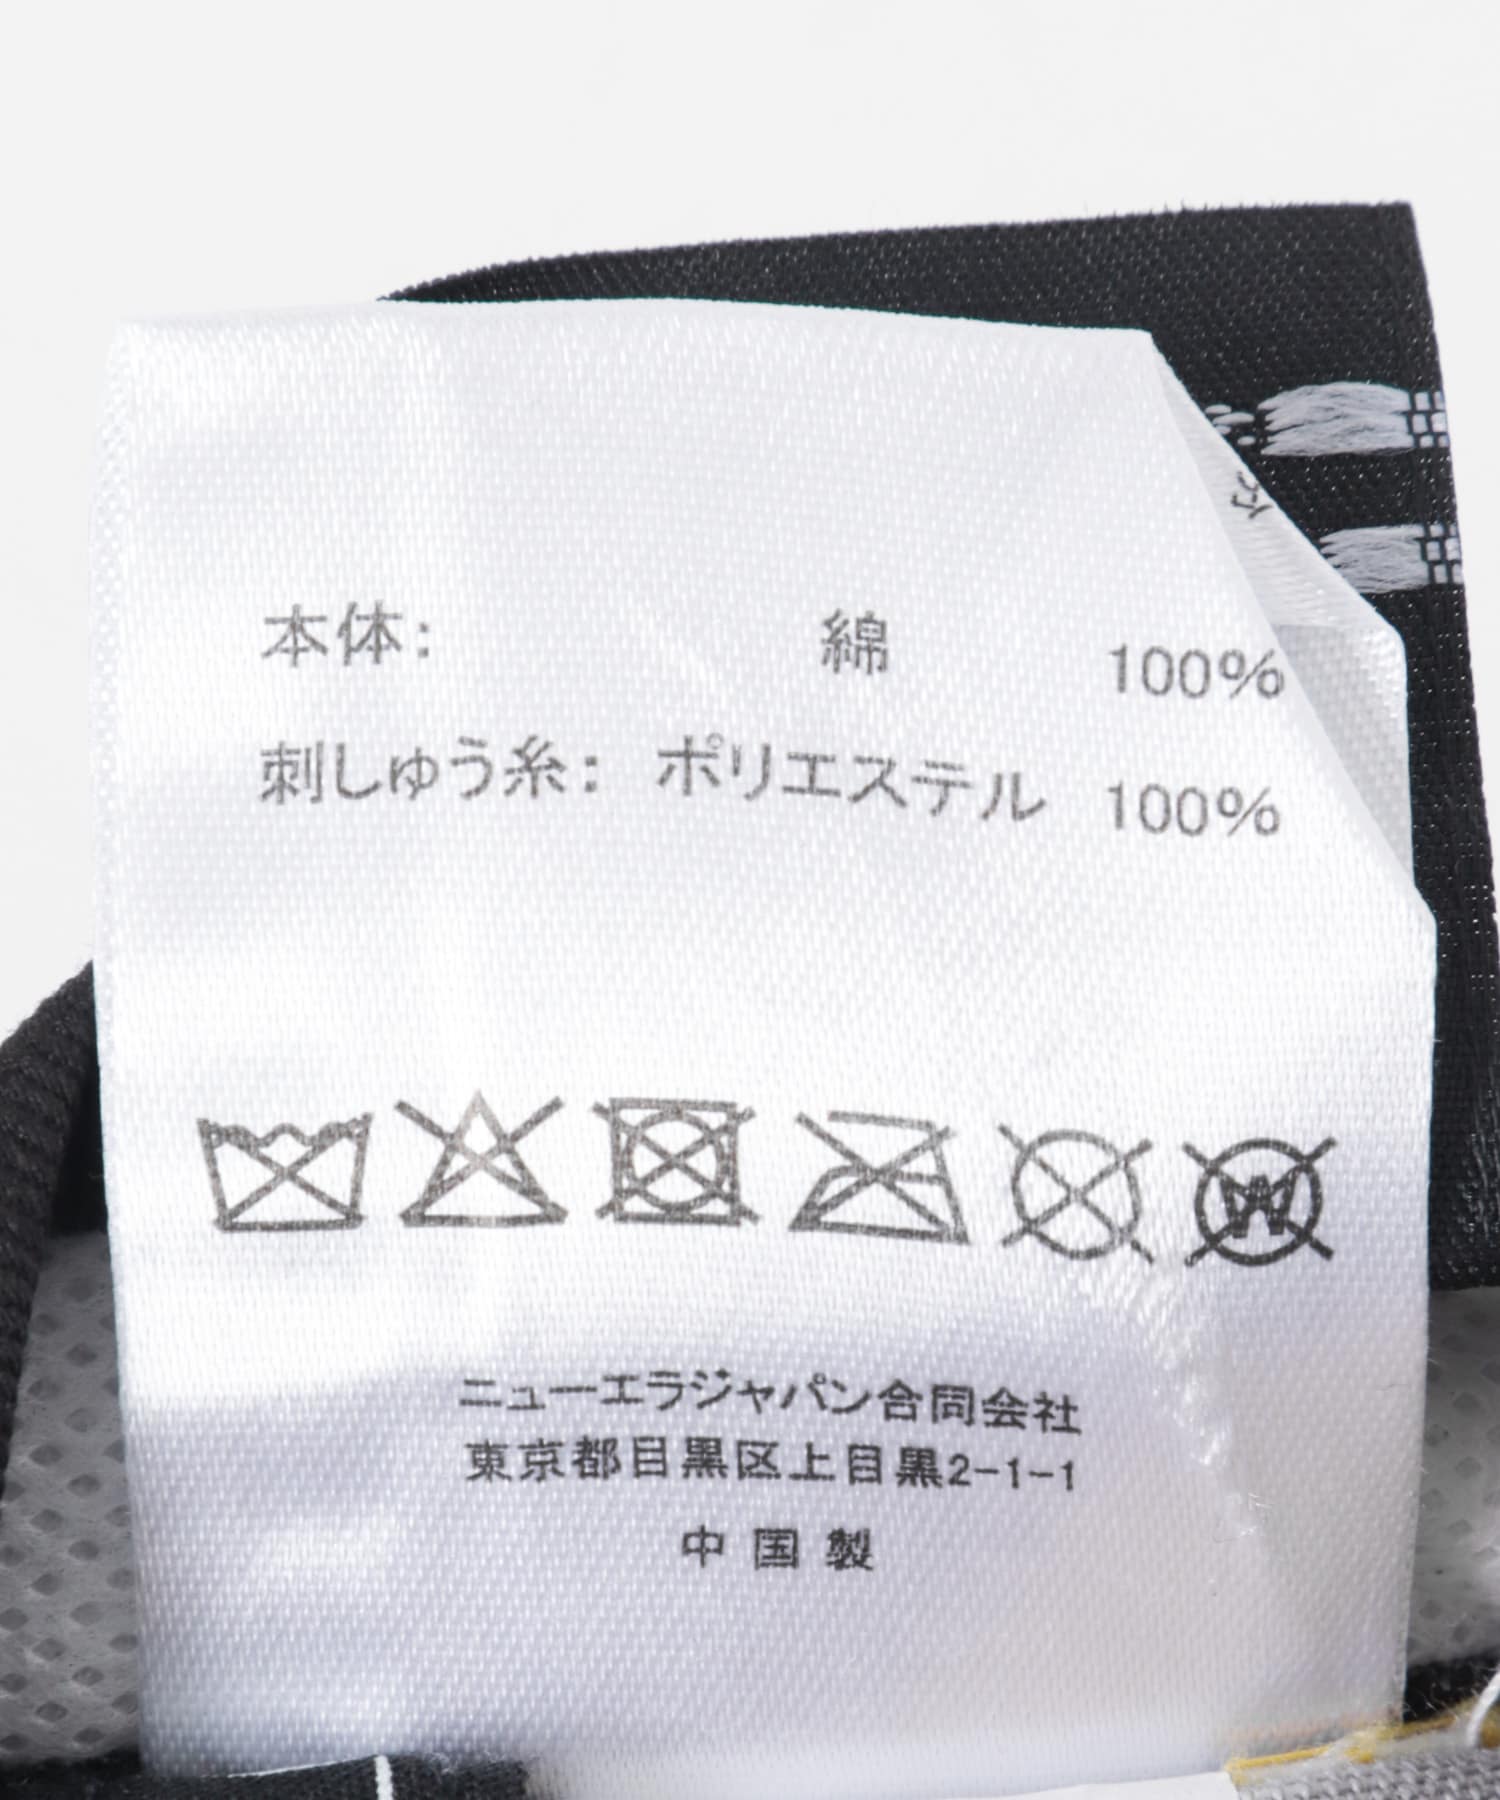 本体: 綿 100%
刺しゅう糸: ポリエステル 100%
ニューエラジャパン合同会社
東京都目黒区上目黒2-1-1
中国製